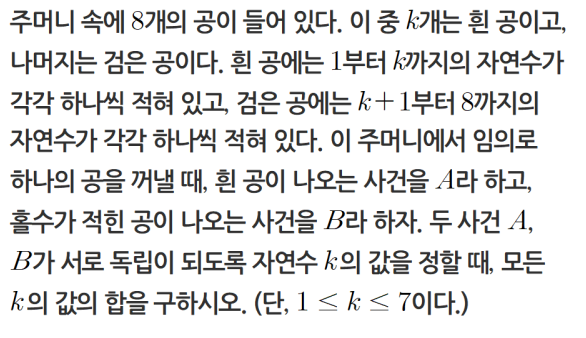 주머니 속에 8개의 공이 들어 있다. 이 중 k개는 흰 공이고,
나머지는 검은 공이다. 흰 공에는 1부터 k까지의 자연수가
각각 하나씩 적혀 있고, 검은 공에는 k+1부터 8까지의
자연수가 각각 하나씩 적혀 있다. 이 주머니에서 임의로
하나의 공을 꺼낼 때, 흰 공이 나오는 사건을 A라 하고,
홀수가 적힌 공이 나오는 사건을 B라 하자. 두 사건 A,
B가 서로 독립이 되도록 자연수 k의 값을 정할 때, 모든
k의 값의 합을 구하시오. (단, 1 ≤ k ≤ 7이다.)